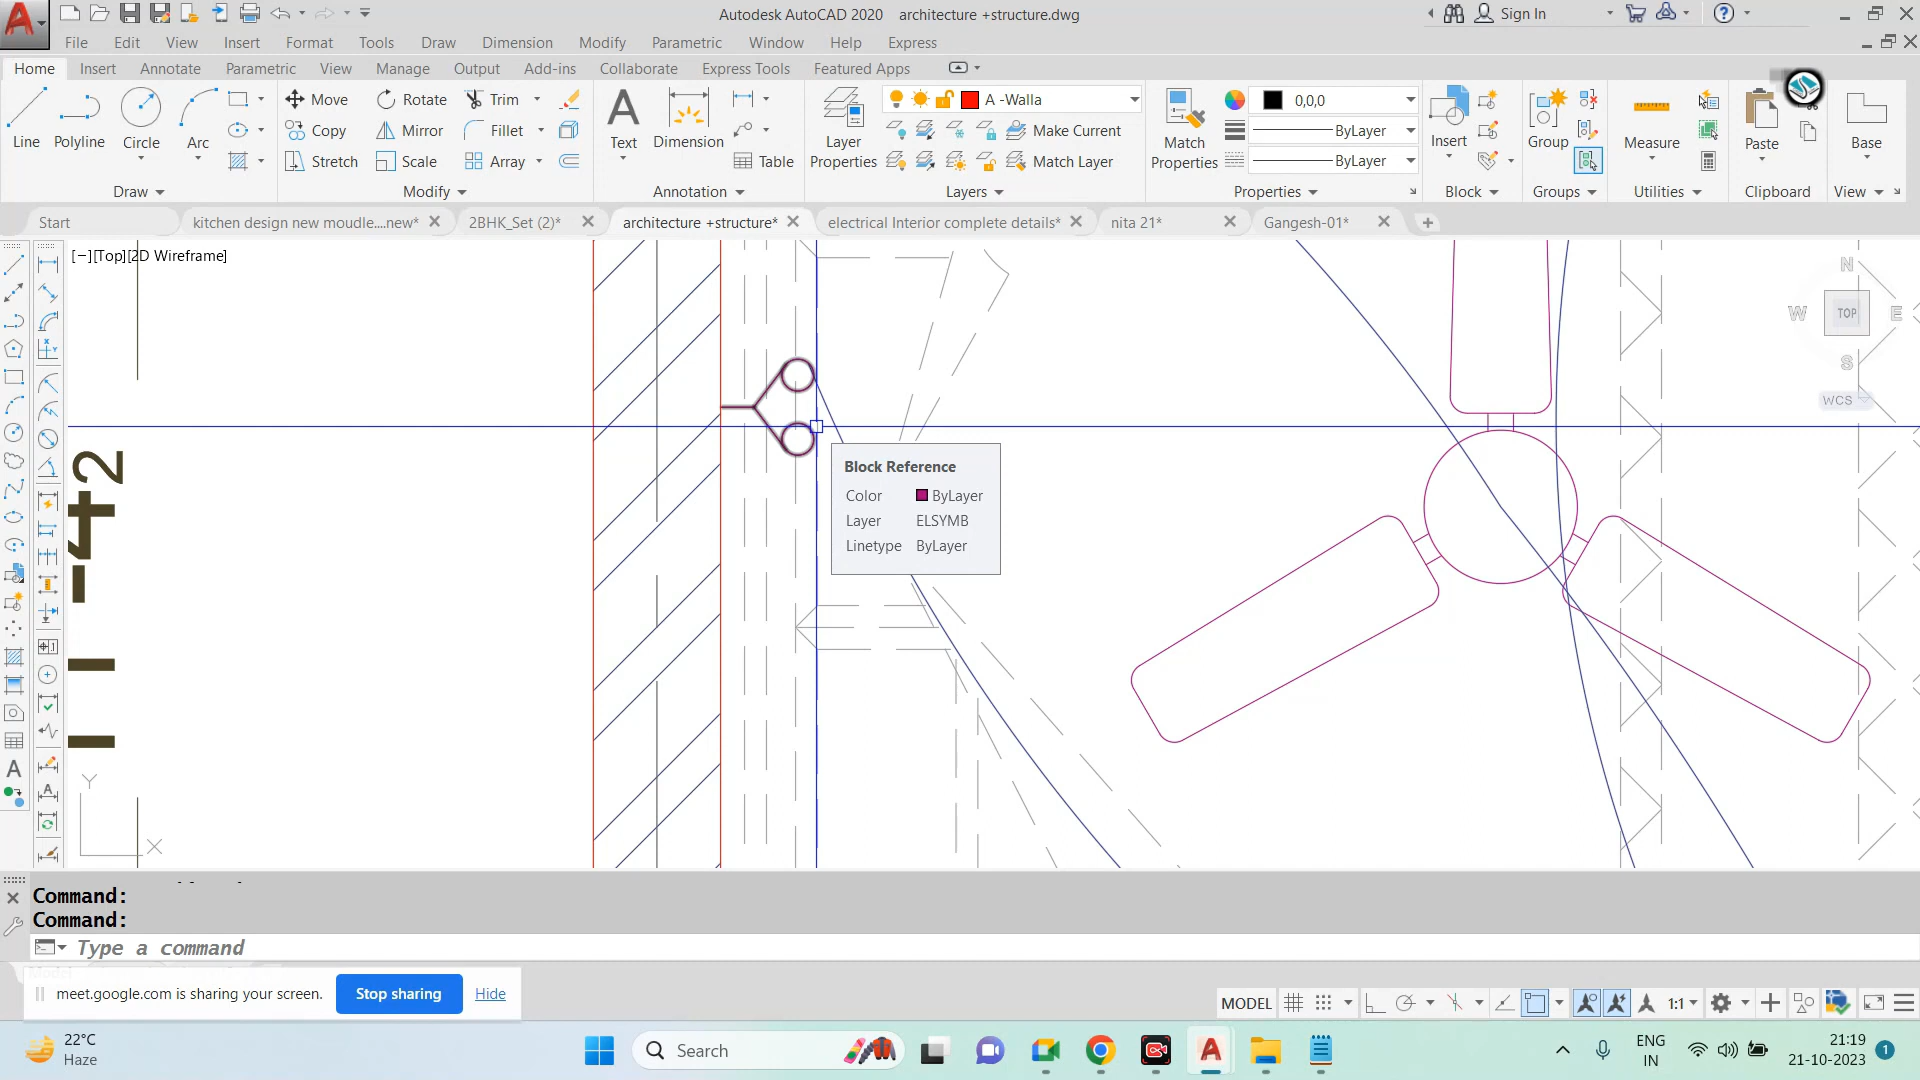 Autodesk AutoCAD 2020 architecture +structure.dwg
Sign In
File Edit View Insert Format Tools Draw Dimension Modify Parametric Window Help Express
Home Insert Annotate Parametric View Manage Output Add-ins Collaborate Express Tools Featured Apps
Line Polyline Circle Arc
Move Rotate Trim
Copy Mirror Fillet
Stretch Scale Array
Text Dimension Table
Layer Properties
A -Walla
Make Current
Match Layer
Match Properties
0,0,0
ByLayer
ByLayer
Insert
Group
Measure
Paste
Base
Draw Modify Annotation Layers Properties Block Groups Utilities Clipboard View
Start kitchen design new moudle....new* 2BHK_Set (2)* architecture +structure* electrical Interior complete details* nita 21* Gangesh-01*
[−][Top][2D Wireframe]
N
W TOP E
S
WCS
Block Reference
Color ByLayer
Layer ELSYMB
Linetype ByLayer
Y
X
Command:
Command:
Type a command
meet.google.com is sharing your screen. Stop sharing Hide
MODEL 1:1
22°C
Haze
Search
ENG
IN
21:19
21-10-2023
1